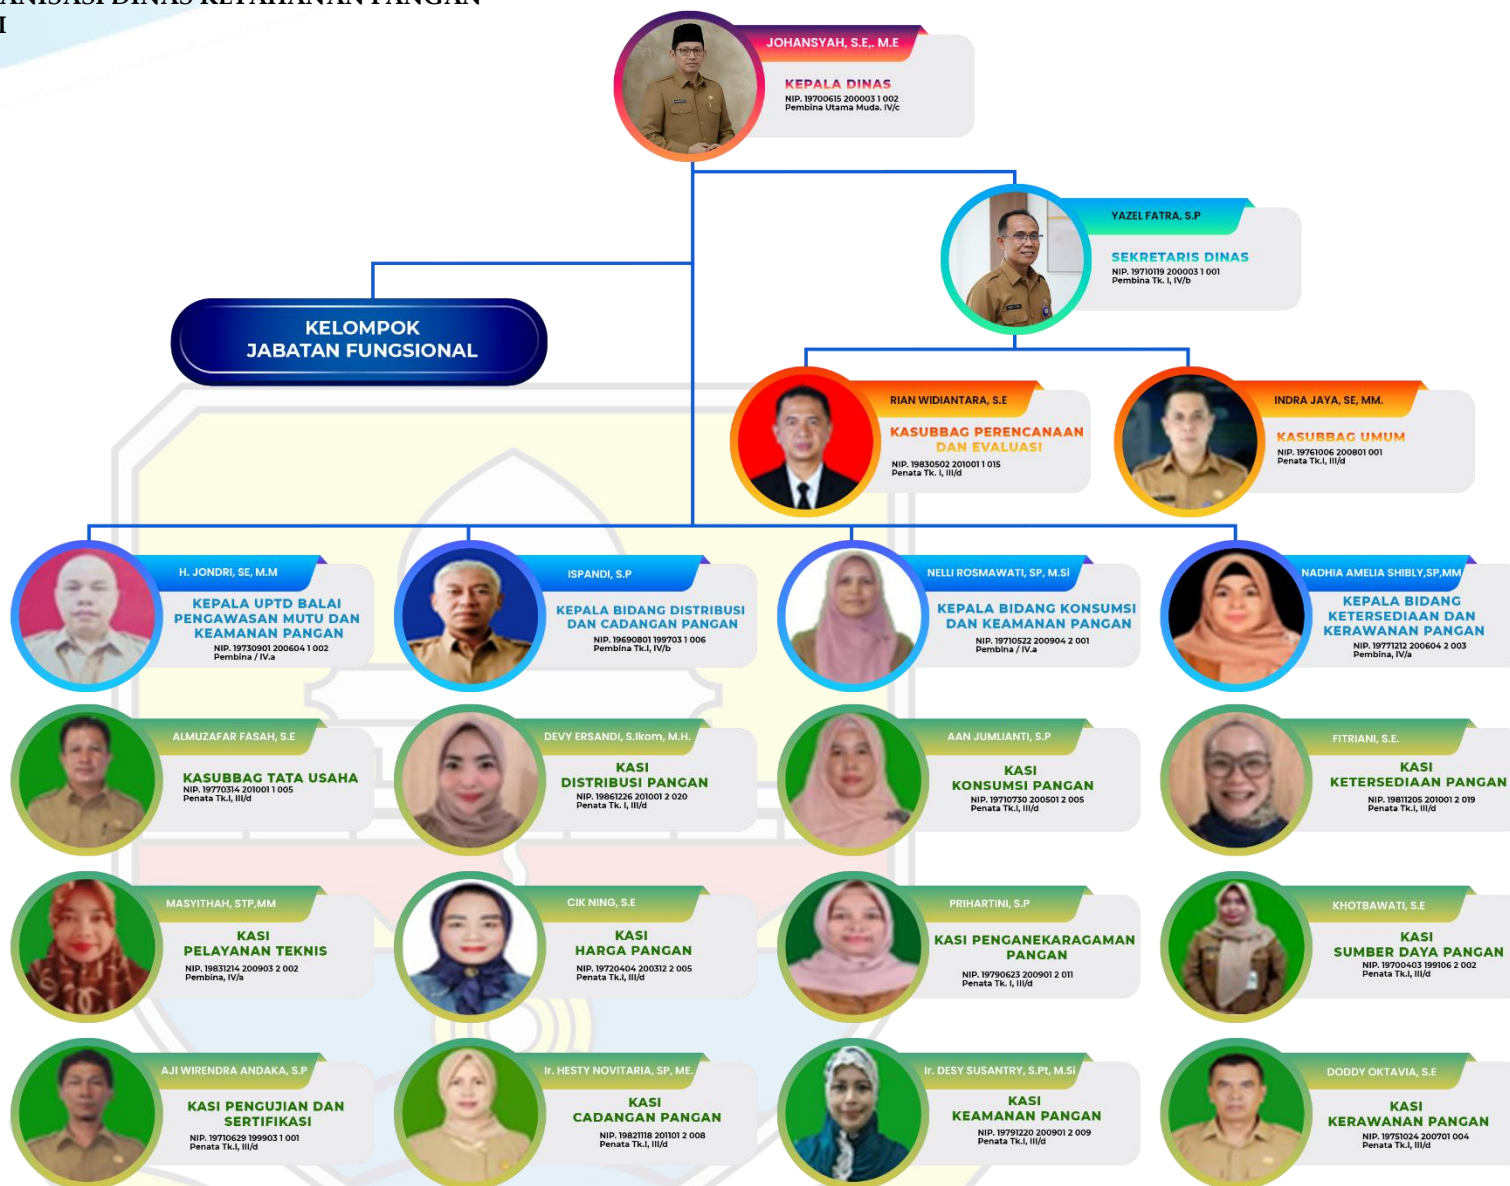 ANISASI DINAS KETAHANAN PANGAN
I
JOHANSYAH, S.E,. M.E
KEPALA DINAS
NIP. 19700615 200003 1 002
Pembina Utama Muda. IV/c
YAZEL FATRA, S.P
SEKRETARIS DINAS
NIP. 19710119 200003 1 001
Pembina Tk. I, IV/b
KELOMPOK
JABATAN FUNGSIONAL
RIAN WIDIANTARA, S.E
KASUBBAG PERENCANAAN
DAN EVALUASI
NIP. 19830502 201001 1 015
Penata Tk. I, III/d
INDRA JAYA, SE, MM.
KASUBBAG UMUM
NIP. 19761006 200801 001
Penata Tk.I, III/d
H. JONDRI, SE, M.M
KEPALA UPTD BALAI
PENGAWASAN MUTU DAN
KEAMANAN PANGAN
NIP. 19730901 200604 1 002
Pembina / IV.a
ISPANDI, S.P
KEPALA BIDANG DISTRIBUSI
DAN CADANGAN PANGAN
NIP. 19690801 199703 1 006
Pembina Tk.I, IV/b
NELLI ROSMAWATI, SP, M.Si
KEPALA BIDANG KONSUMSI
DAN KEAMANAN PANGAN
NIP. 19710522 200904 2 001
Pembina / IV.a
NADHIA AMELIA SHIBLY,SP,MM
KEPALA BIDANG
KETERSEDIAAN DAN
KERAWANAN PANGAN
NIP. 19771212 200604 2 003
Pembina, IV/a
ALMUZAFAR FASAH, S.E
KASUBBAG TATA USAHA
NIP. 19770314 201001 1 005
Penata Tk.I, III/d
DEVY ERSANDI, S.Ikom, M.H.
KASI
DISTRIBUSI PANGAN
NIP. 19861226 201001 2 020
Penata Tk. I, III/d
AAN JUMLIANTI, S.P
KASI
KONSUMSI PANGAN
NIP. 19710730 200501 2 005
Penata Tk.I, III/d
FITRIANI, S.E.
KASI
KETERSEDIAAN PANGAN
NIP. 19811205 201001 2 019
Penata Tk.I, III/d
MASYITHAH, STP,MM
KASI
PELAYANAN TEKNIS
NIP. 19831214 200903 2 002
Pembina, IV/a
CIK NING, S.E
KASI
HARGA PANGAN
NIP. 19720404 200312 2 005
Penata Tk.I, III/d
PRIHARTINI, S.P
KASI PENGANEKARAGAMAN
PANGAN
NIP. 19790623 200901 2 011
Penata Tk. I, III/d
KHOTBAWATI, S.E
KASI
SUMBER DAYA PANGAN
NIP. 19700403 199106 2 002
Penata Tk.I, III/d
AJI WIRENDRA ANDAKA, S.P
KASI PENGUJIAN DAN
SERTIFIKASI
NIP. 19710629 199903 1 001
Penata Tk.I, III/d
Ir. HESTY NOVITARIA, SP, ME.
KASI
CADANGAN PANGAN
NIP. 19821118 201101 2 008
Penata Tk.I, III/d
Ir. DESY SUSANTRY, S.Pt, M.Si
KASI
KEAMANAN PANGAN
NIP. 19791220 200901 2 009
Penata Tk.I, III/d
DODDY OKTAVIA, S.E
KASI
KERAWANAN PANGAN
NIP. 19751024 200701 004
Penata Tk.I, III/d